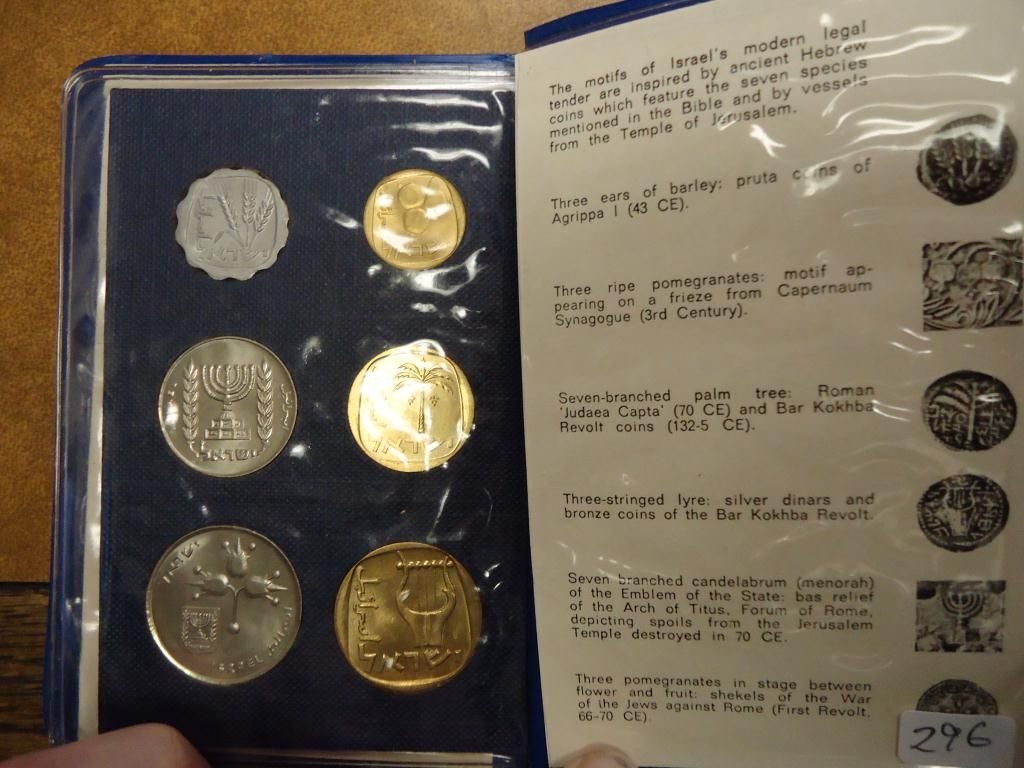 ישראל
اسرائيل
ישראל
اسرائيل
ישראל
ישראל
ישראל
اسرائيل
ישראל
ISRAEL
The motifs of Israel's modern legal
tender are inspired by ancient Hebrew
coins which feature the seven species
mentioned in the Bible and by vessels
from the Temple of Jerusalem.
Three ears of barley: pruta coins of
Agrippa I (43 CE).
Three ripe pomegranates: motif ap-
pearing on a frieze from Capernaum
Synagogue (3rd Century).
Seven-branched palm tree: Roman
'Judaea Capta' (70 CE) and Bar Kokhba
Revolt coins (132-5 CE).
Three-stringed lyre: silver dinars and
bronze coins of the Bar Kokhba Revolt.
Seven branched candelabrum (menorah)
of the Emblem of the State: bas relief
of the Arch of Titus, Forum of Rome,
depicting spoils from the Jerusalem
Temple destroyed in 70 CE.
Three pomegranates in stage between
flower and fruit: shekels of the War
of the Jews against Rome (First Revolt,
66-70 CE).
296